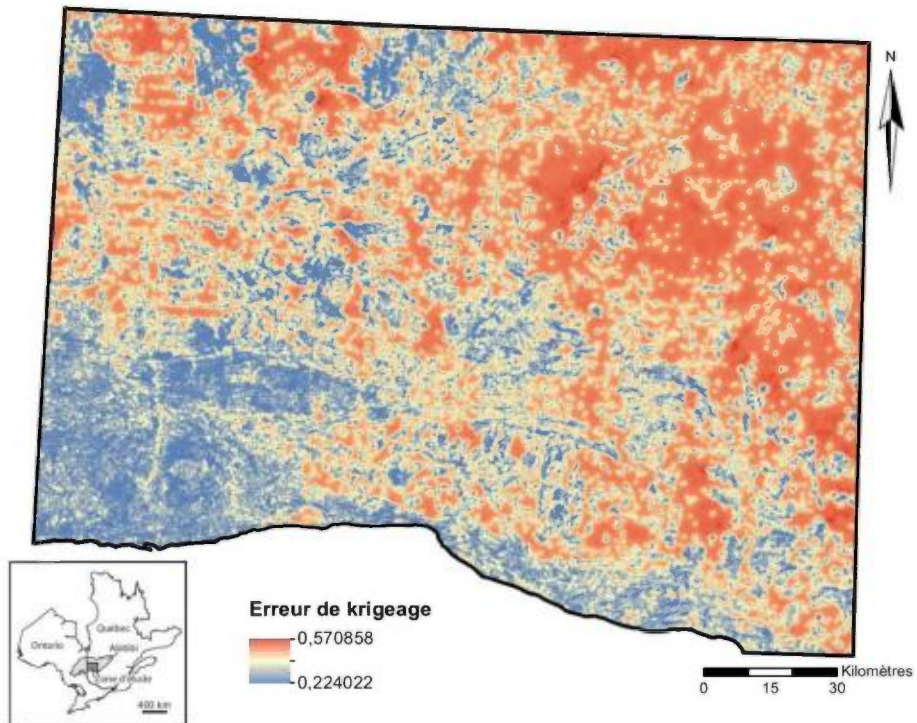 N
Erreur de krigeage
0,570858
0,224022
Kilomètres
0 15 30
Québec
Ontario
Abitibi
Zone d'étude
400 km